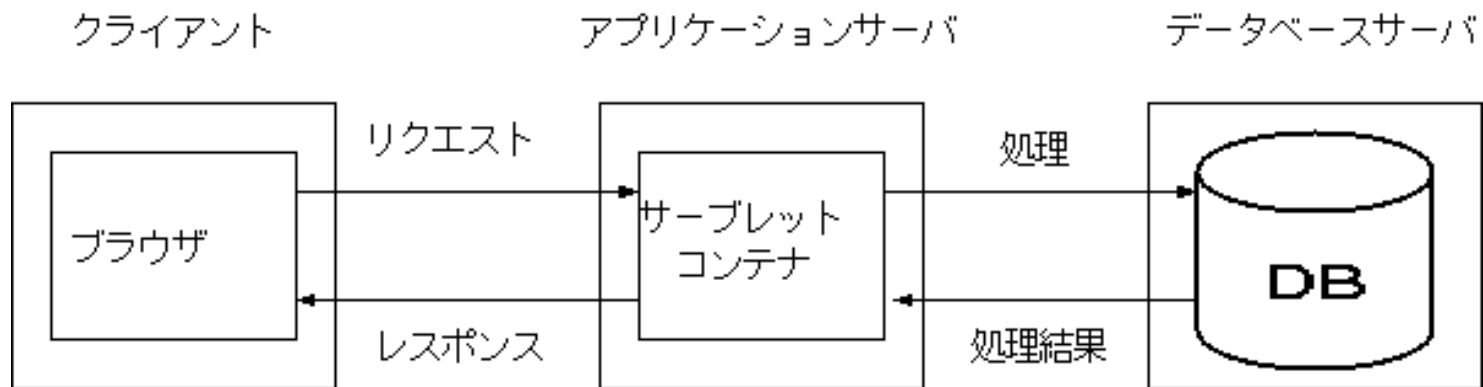 クライアント
アプリケーションサーバ
データベースサーバ
リクエスト
処理
ブラウザ
サーブレット
コンテナ
DB
レスポンス
処理結果